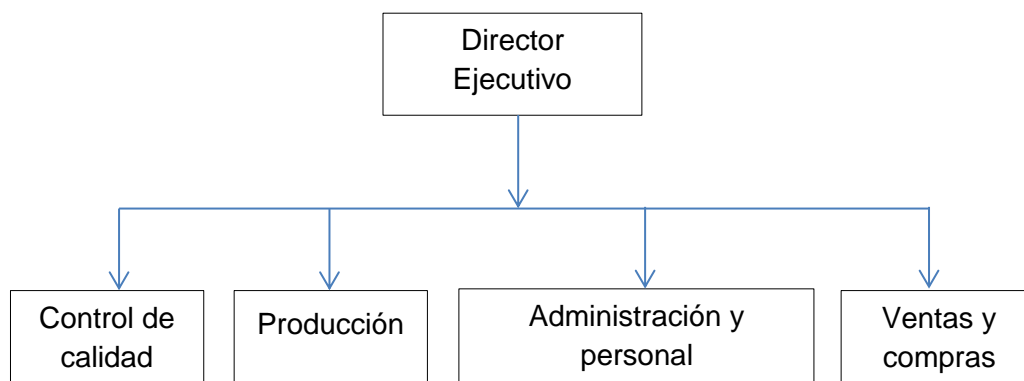 Director
Ejecutivo
Control de
calidad
Producción
Administración y
personal
Ventas y
compras